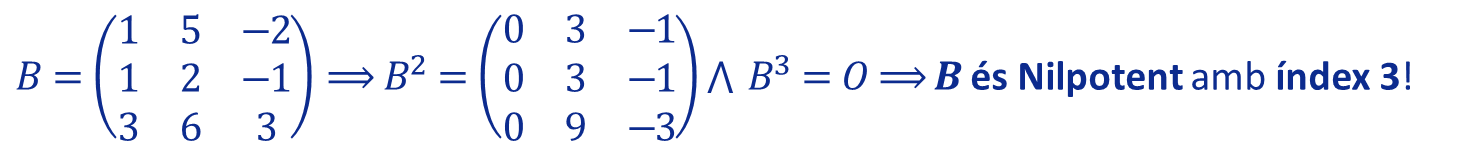 B = (1 5 −2; 1 2 −1; 3 6 3) ⟹ B² = (0 3 −1; 0 3 −1; 0 9 −3) ⋀ B³ = O ⟹ B és Nilpotent amb índex 3!